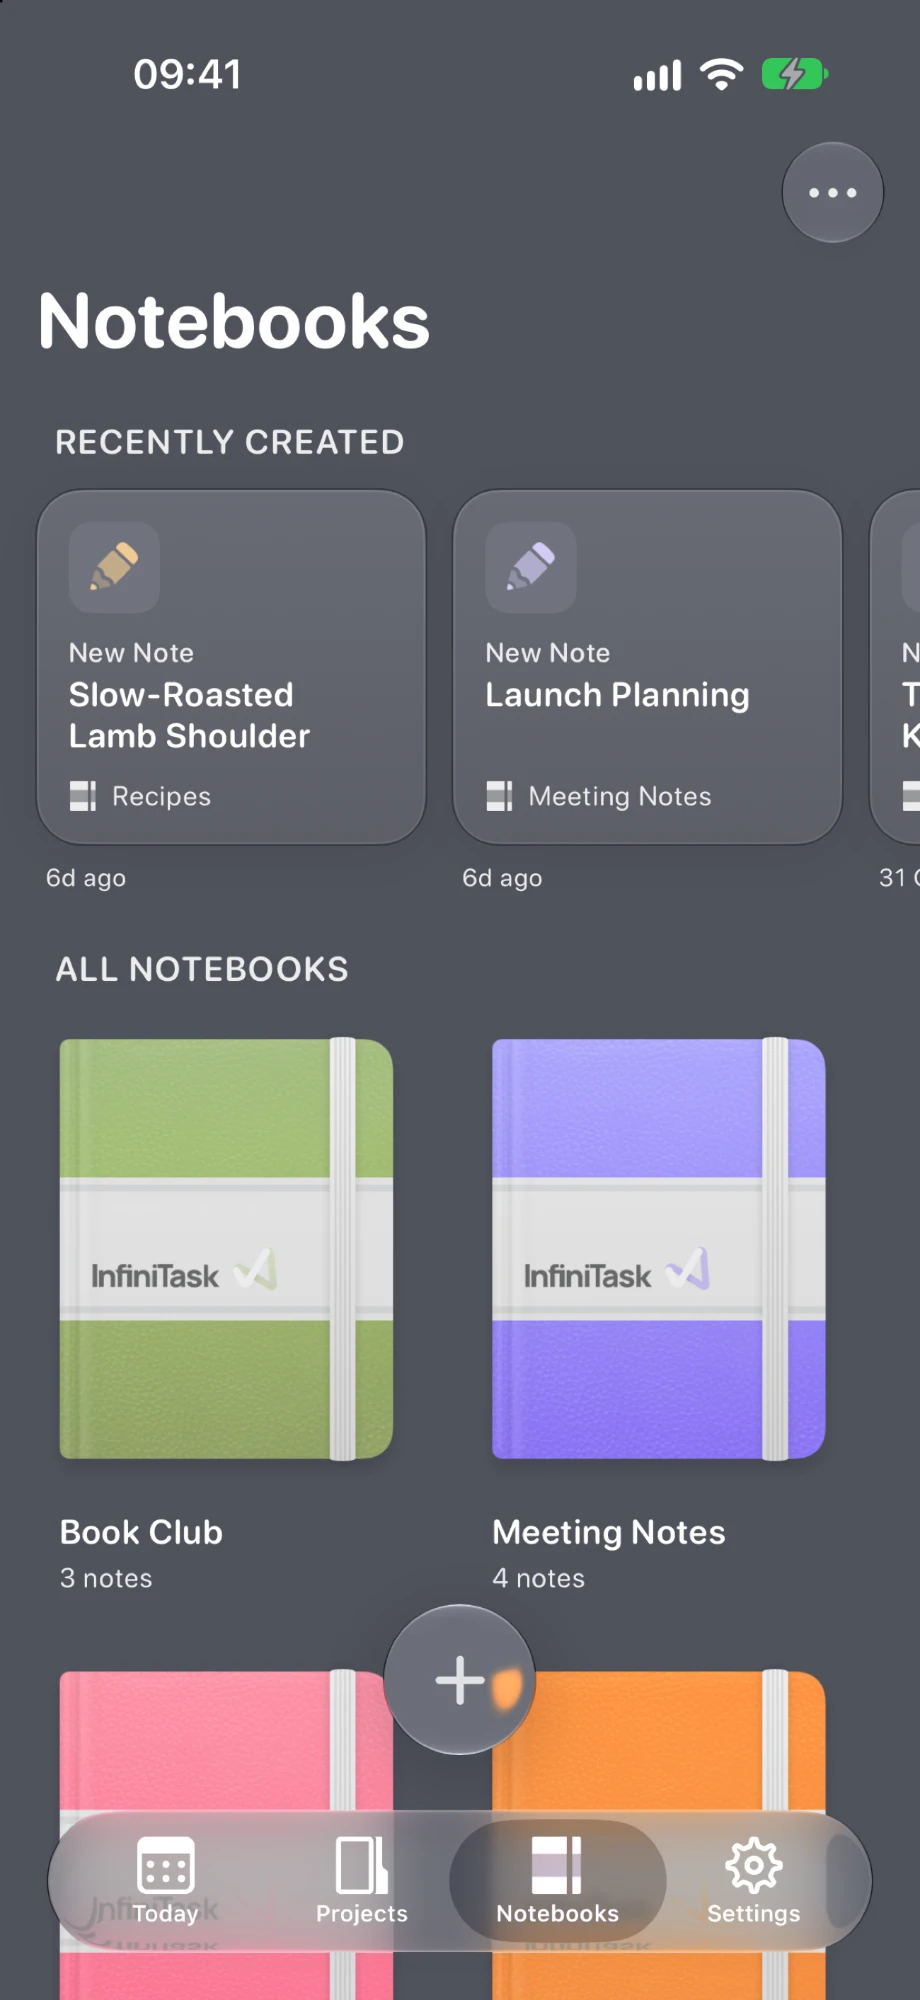 09:41
Notebooks
RECENTLY CREATED
New Note
Slow-Roasted
Lamb Shoulder
Recipes
6d ago
New Note
Launch Planning
Meeting Notes
6d ago
31
ALL NOTEBOOKS
InfiniTask
Book Club
3 notes
InfiniTask
Meeting Notes
4 notes
InfiniTask
Today
Projects
Notebooks
Settings